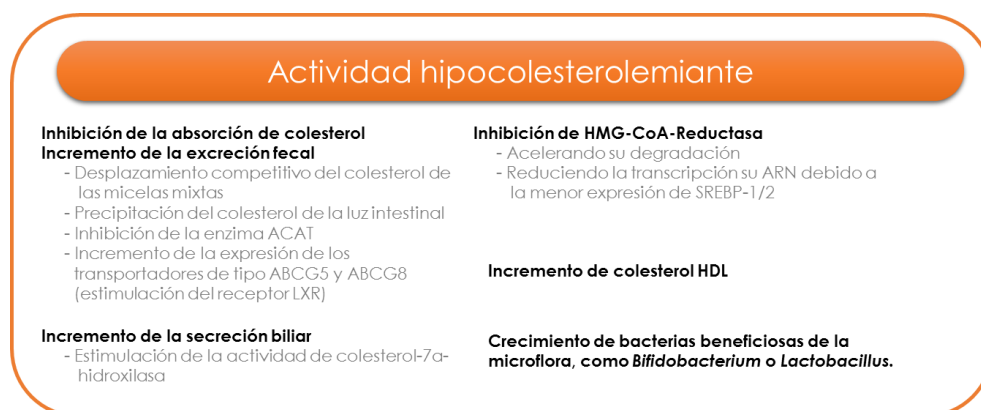 Actividad hipocolesterolemiante
Inhibición de la absorción de colesterol
Incremento de la excreción fecal
- Desplazamiento competitivo del colesterol de
las micelas mixtas
- Precipitación del colesterol de la luz intestinal
- Inhibición de la enzima ACAT
- Incremento de la expresión de los
transportadores de tipo ABCG5 y ABCG8
(estimulación del receptor LXR)
Incremento de la secreción biliar
- Estimulación de la actividad de colesterol-7a-
hidroxilasa
Inhibición de HMG-CoA-Reductasa
- Acelerando su degradación
- Reduciendo la transcripción su ARN debido a
la menor expresión de SREBP-1/2
Incremento de colesterol HDL
Crecimiento de bacterias beneficiosas de la
microflora, como Bifidobacterium o Lactobacillus.